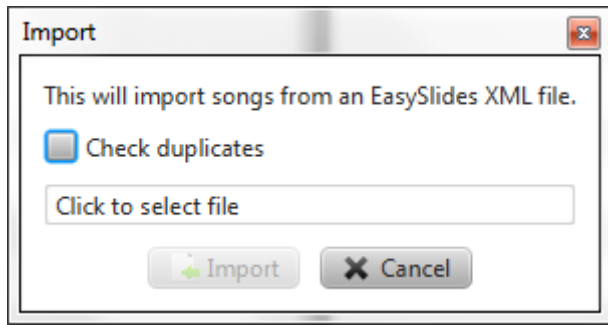 Import
This will import songs from an EasySlides XML file.
Check duplicates
Click to select file
Import Cancel